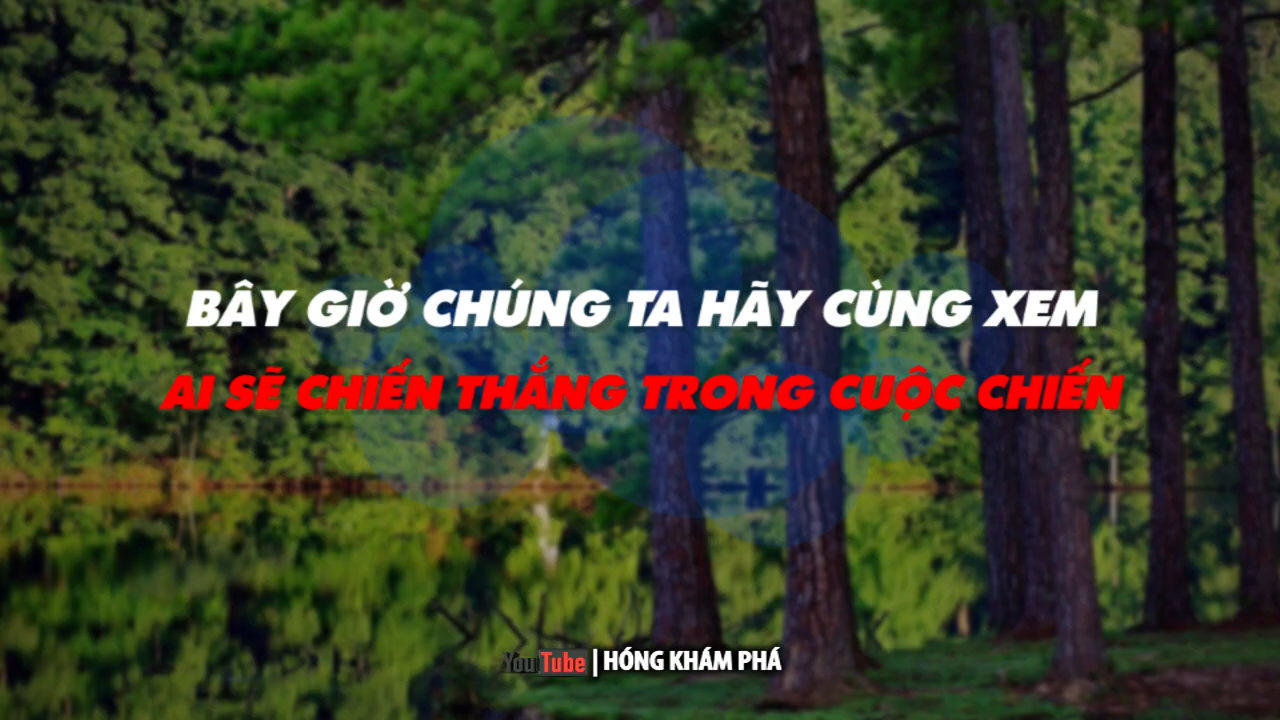 BÂY GIỜ CHÚNG TA HÃY CÙNG XEM
AI SẼ CHIẾN THẮNG TRONG CUỘC CHIẾN
YouTube | HÓNG KHÁM PHÁ